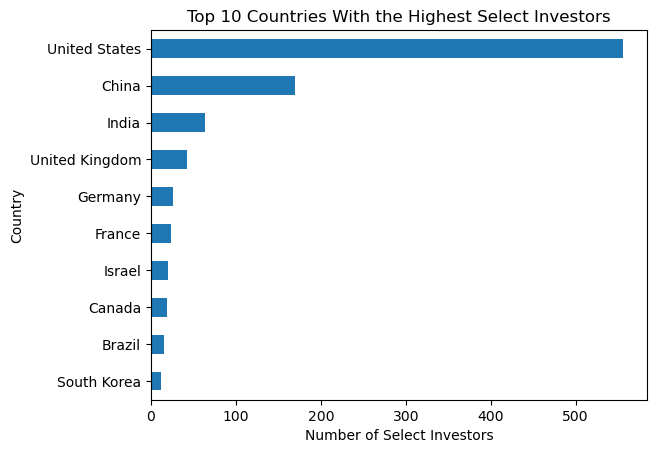 Top 10 Countries With the Highest Select Investors
United States
China
India
United Kingdom
Germany
France
Israel
Canada
Brazil
South Korea
Country
0 100 200 300 400 500
Number of Select Investors